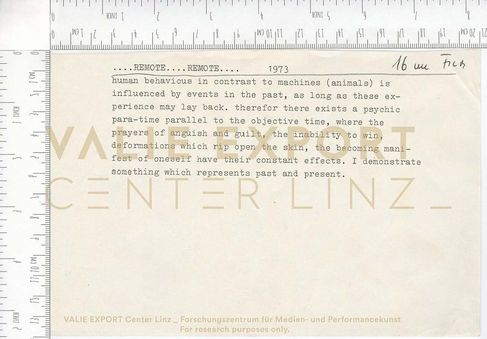 ....REMOTE....REMOTE.... 1973
16 mm Film
human behavious in contrast to machines (animals) is
influenced by events in the past, as long as these ex-
perience may lay back. therefor there exists a psychic
para-time parallel to the objective time, where the
prayers of anguish and guilt, the inability to win,
deformations which rip open the skin, the becoming mani-
fest of oneself have their constant effects. I demonstrate
something which represents past and present.
VALIE EXPORT
CENTER LINZ_
VALIE EXPORT Center Linz _ Forschungszentrum für Medien- und Performancekunst
For research purposes only.